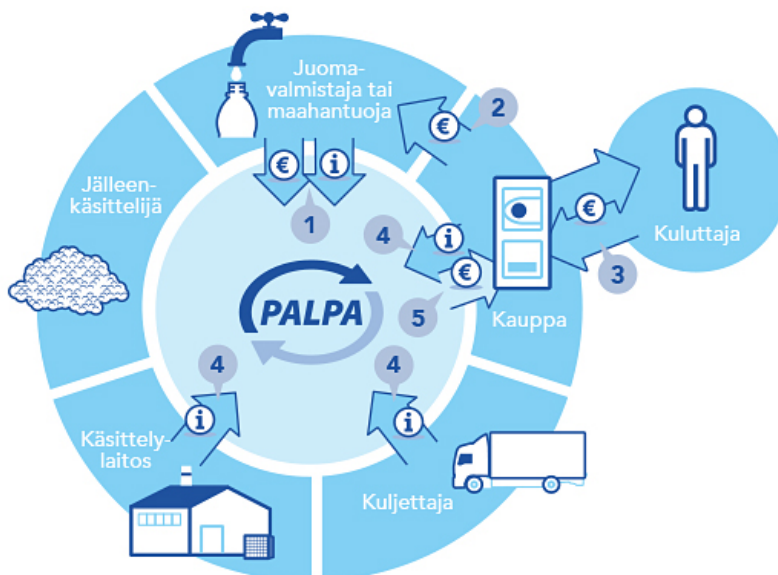 Juoma-
valmistaja tai
maahantuoja
2
€
€
i
1
Jälleen-
käsittelijä
4
i
€
€
Kuluttaja
3
5
Kauppa
PALPA
4
4
i
i
Käsittely-
laitos
Kuljettaja